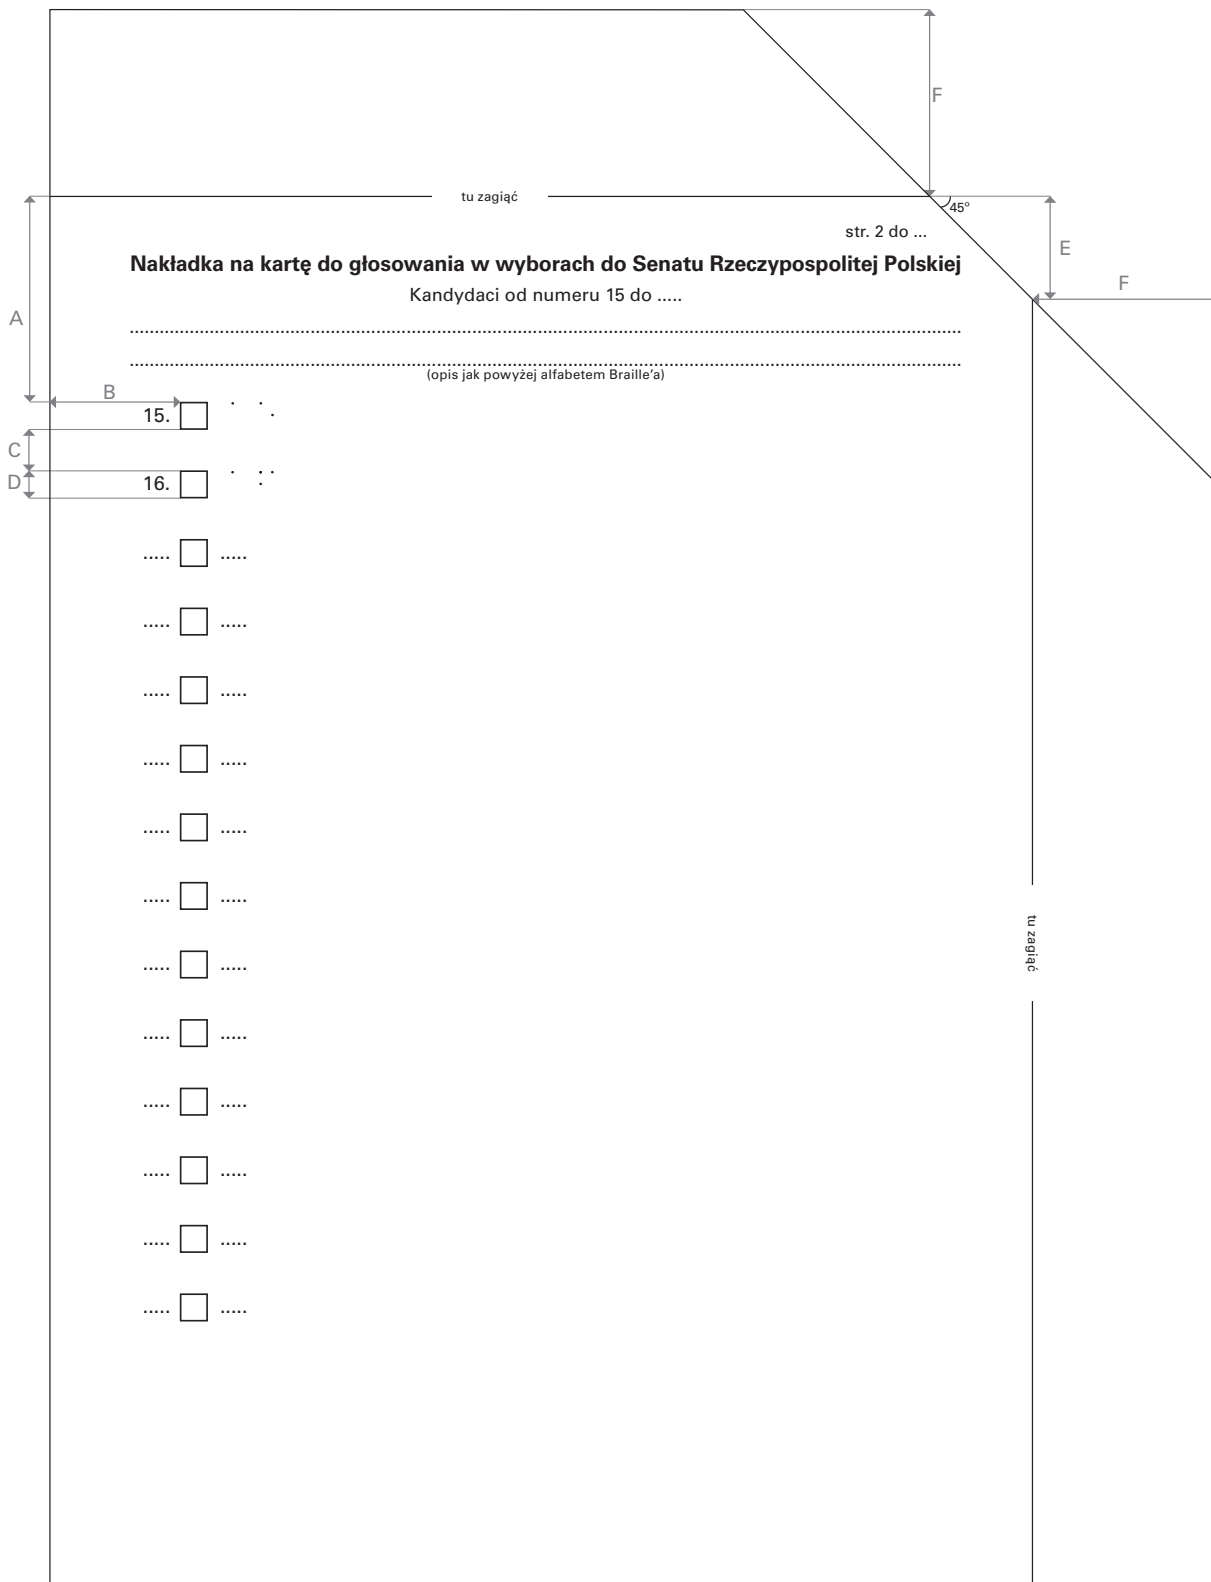 F
tu zagiąć
45º
str. 2 do ...
E
Nakładka na kartę do głosowania w wyborach do Senatu Rzeczypospolitej Polskiej
F
Kandydaci od numeru 15 do .....
A
................................................................................
................................................................................
(opis jak powyżej alfabetem Braille‘a)
B
15.
C
D
16.
..... .....
..... .....
..... .....
..... .....
..... .....
..... .....
tu zagiąć
..... .....
..... .....
..... .....
..... .....
..... .....
..... .....